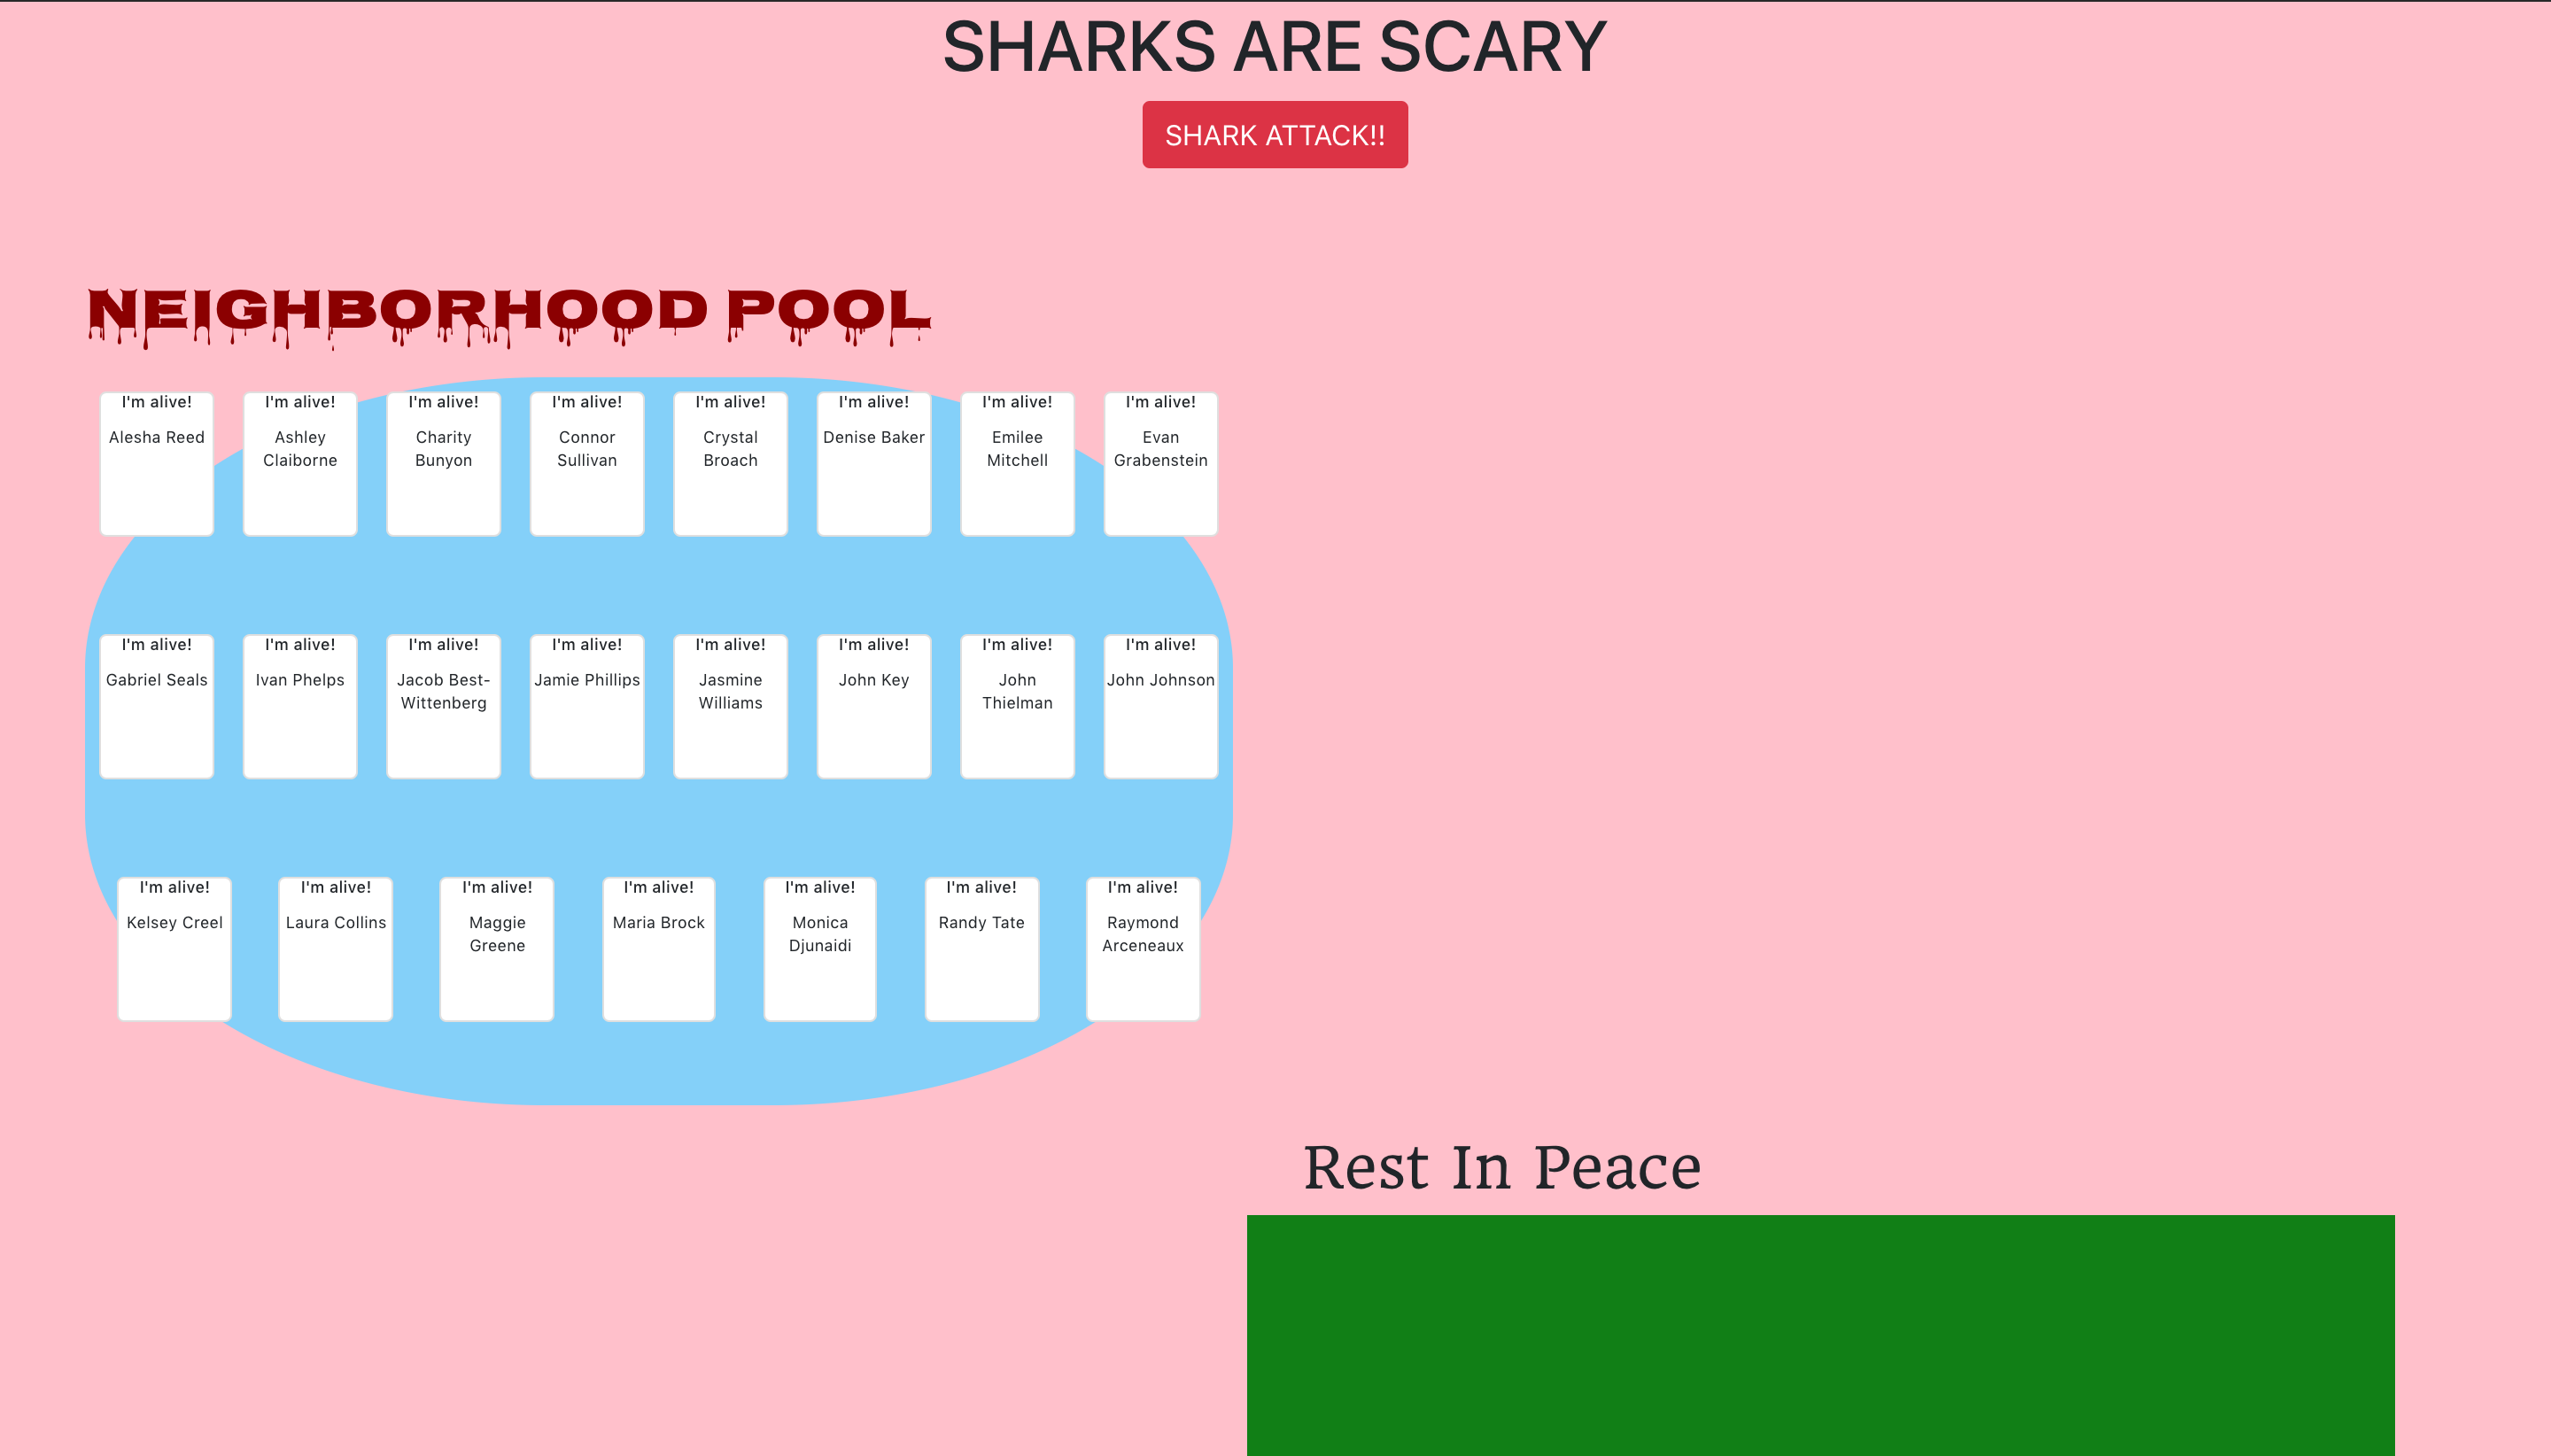 SHARKS ARE SCARY
SHARK ATTACK!!
NEIGHBORHOOD POOL
I'm alive!
Alesha Reed
I'm alive!
Ashley
Claiborne
I'm alive!
Charity
Bunyon
I'm alive!
Connor
Sullivan
I'm alive!
Crystal
Broach
I'm alive!
Denise Baker
I'm alive!
Emilee
Mitchell
I'm alive!
Evan
Grabenstein
I'm alive!
Gabriel Seals
I'm alive!
Ivan Phelps
I'm alive!
Jacob Best-
Wittenberg
I'm alive!
Jamie Phillips
I'm alive!
Jasmine
Williams
I'm alive!
John Key
I'm alive!
John
Thielman
I'm alive!
John Johnson
I'm alive!
Kelsey Creel
I'm alive!
Laura Collins
I'm alive!
Maggie
Greene
I'm alive!
Maria Brock
I'm alive!
Monica
Djunaidi
I'm alive!
Randy Tate
I'm alive!
Raymond
Arceneaux
Rest In Peace